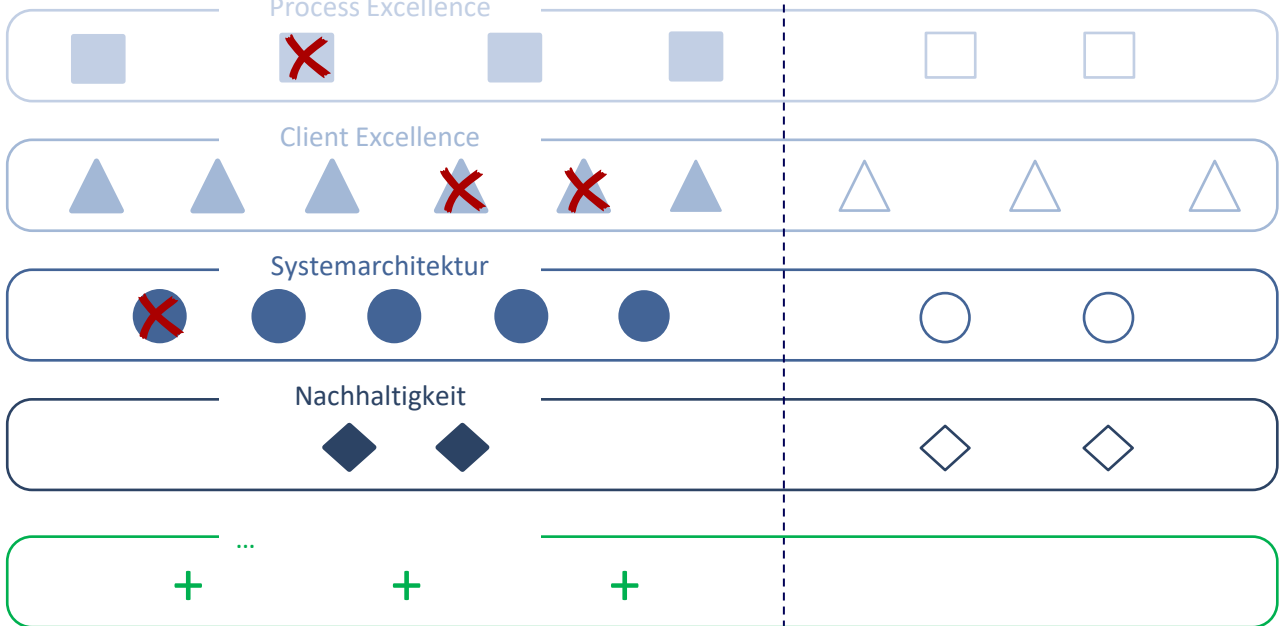 Process Excellence
Client Excellence
Systemarchitektur
Nachhaltigkeit
...